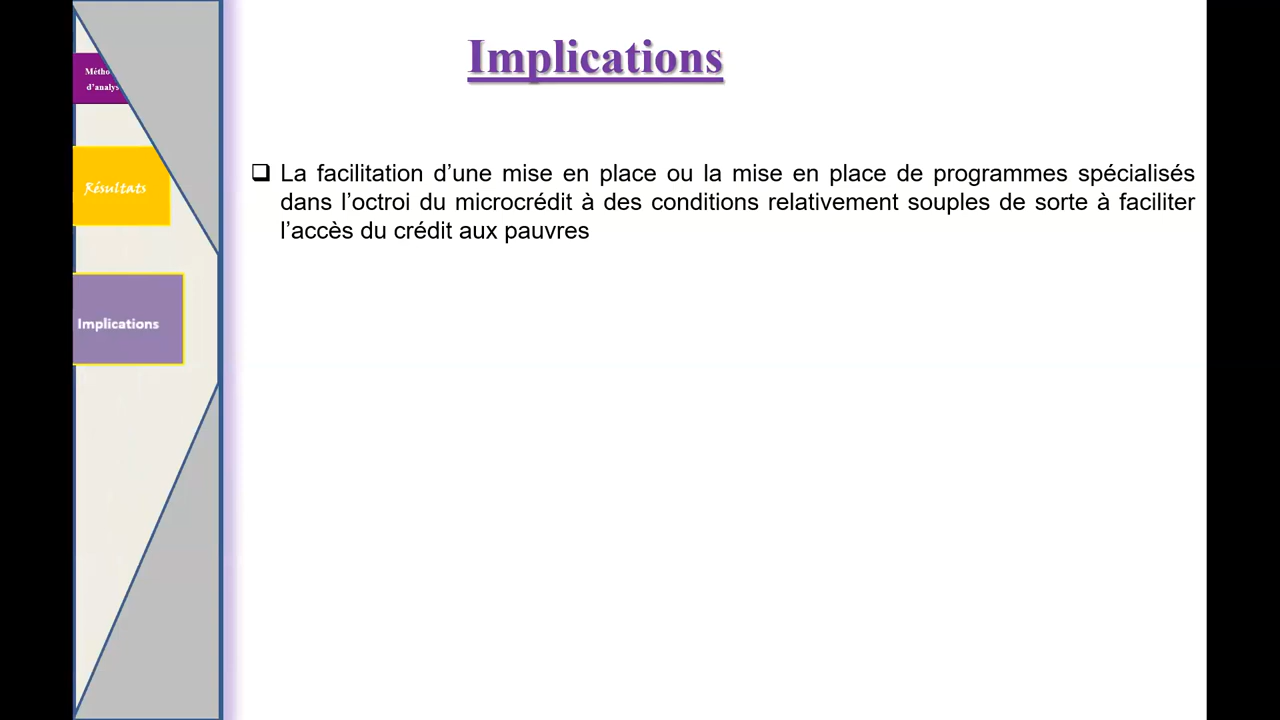 Implications
d'analys
Résultats
Implications
❑ La facilitation d’une mise en place ou la mise en place de programmes spécialisés
dans l’octroi du microcrédit à des conditions relativement souples de sorte à faciliter
l’accès du crédit aux pauvres